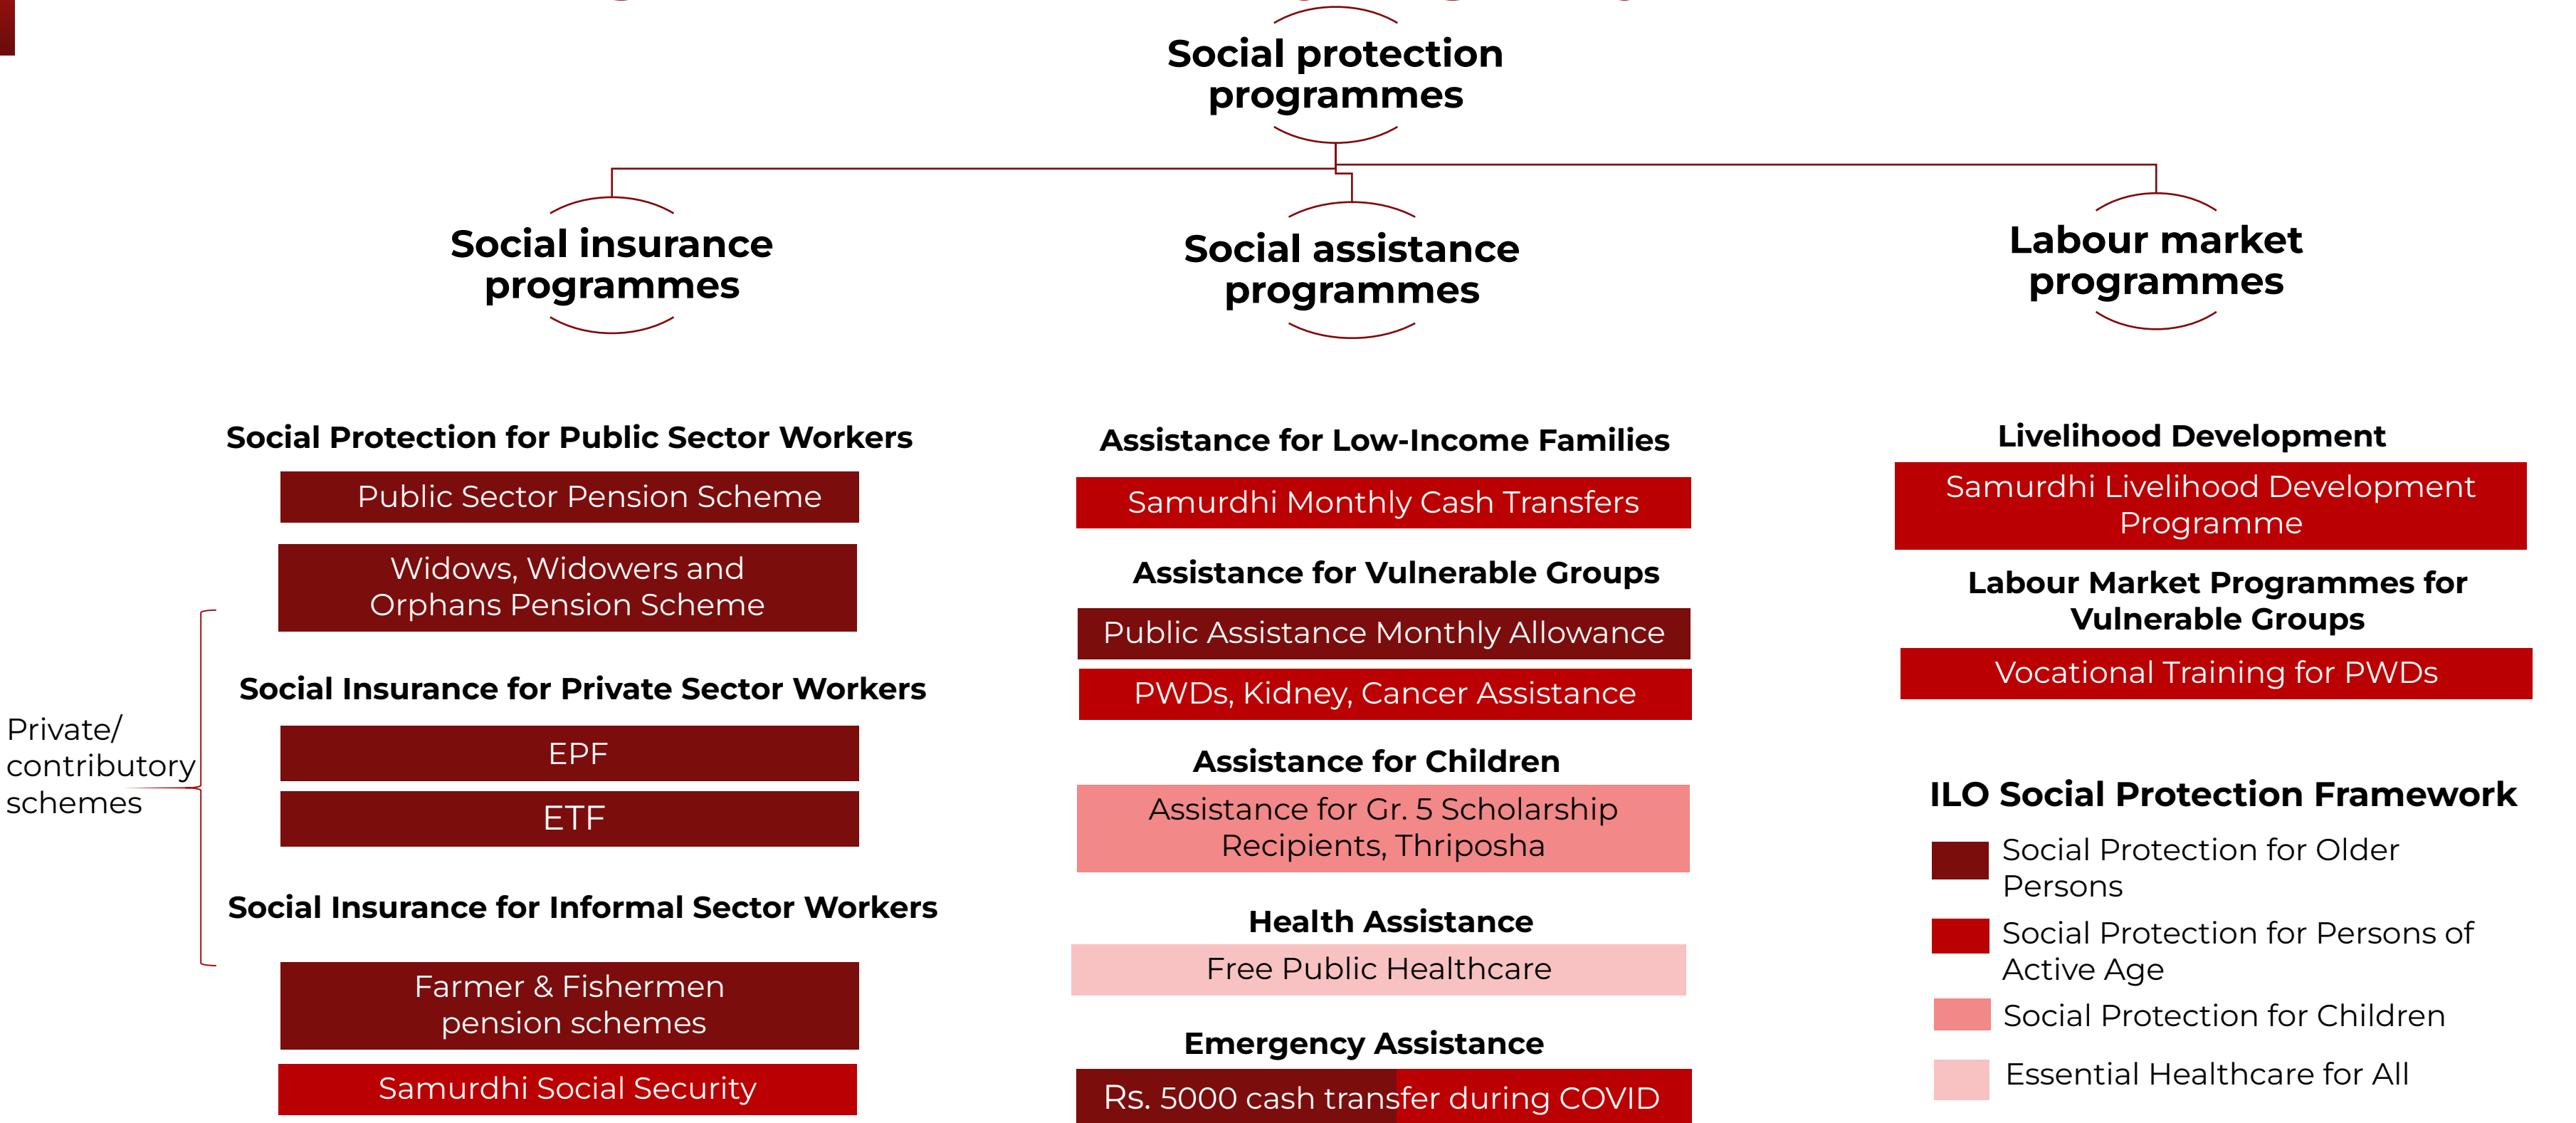 Social protection
programmes
Social insurance
programmes
Social assistance
programmes
Labour market
programmes
Social Protection for Public Sector Workers
Public Sector Pension Scheme
Widows, Widowers and
Orphans Pension Scheme
Private/
contributory
schemes
Social Insurance for Private Sector Workers
EPF
ETF
Social Insurance for Informal Sector Workers
Farmer & Fishermen
pension schemes
Samurdhi Social Security
Assistance for Low-Income Families
Samurdhi Monthly Cash Transfers
Assistance for Vulnerable Groups
Public Assistance Monthly Allowance
PWDs, Kidney, Cancer Assistance
Assistance for Children
Assistance for Gr. 5 Scholarship
Recipients, Thriposha
Health Assistance
Free Public Healthcare
Emergency Assistance
Rs. 5000 cash transfer during COVID
Livelihood Development
Samurdhi Livelihood Development
Programme
Labour Market Programmes for
Vulnerable Groups
Vocational Training for PWDs
ILO Social Protection Framework
Social Protection for Older
Persons
Social Protection for Persons of
Active Age
Social Protection for Children
Essential Healthcare for All